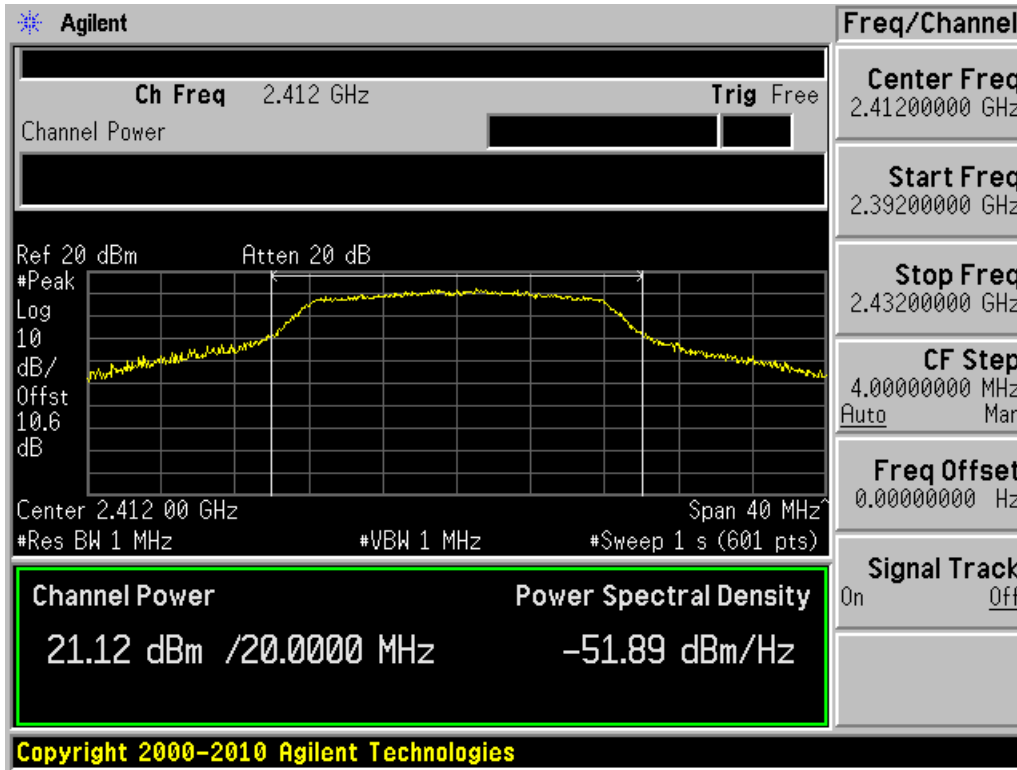 Agilent
Freq/Channel
Ch Freq 2.412 GHz Trig Free
Channel Power
Center Freq
2.41200000 GHz
Start Freq
2.39200000 GHz
Stop Freq
2.43200000 GHz
CF Step
4.00000000 MHz
Auto Man
Freq Offset
0.00000000 Hz
Signal Track
On Off
Ref 20 dBm Atten 20 dB
#Peak
Log
10
dB/
Offst
10.6
dB
Center 2.412 00 GHz Span 40 MHz^
#Res BW 1 MHz #VBW 1 MHz #Sweep 1 s (601 pts)
Channel Power Power Spectral Density
21.12 dBm /20.0000 MHz -51.89 dBm/Hz
Copyright 2000-2010 Agilent Technologies